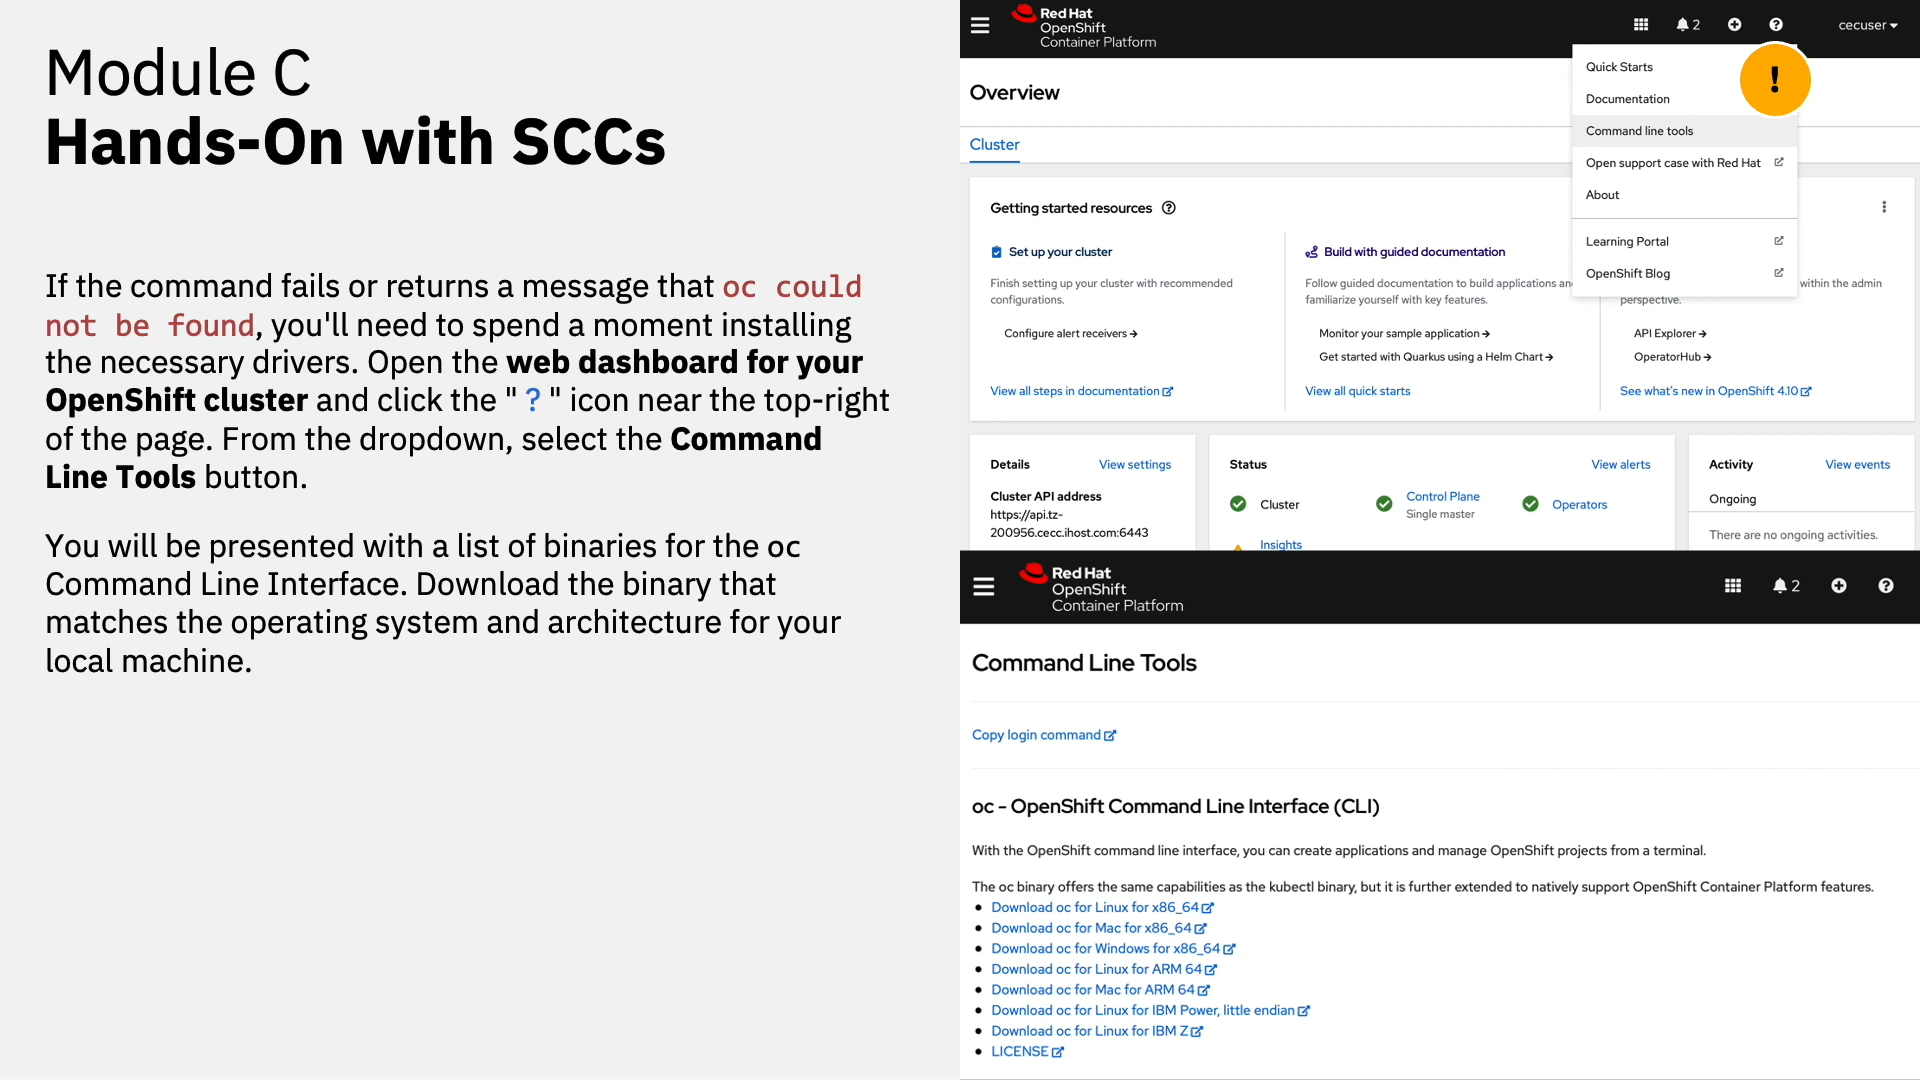 Module C
Hands-On with SCCs
If the command fails or returns a message that oc could
not be found, you'll need to spend a moment installing
the necessary drivers. Open the web dashboard for your
OpenShift cluster and click the " ? " icon near the top-right
of the page. From the dropdown, select the Command
Line Tools button.
You will be presented with a list of binaries for the oc
Command Line Interface. Download the binary that
matches the operating system and architecture for your
local machine.
Red Hat
OpenShift
Container Platform
2
cecuser
Overview
Cluster
Quick Starts
Documentation
Command line tools
Open support case with Red Hat
About
Learning Portal
OpenShift Blog
!
Getting started resources
Set up your cluster
Finish setting up your cluster with recommended
configurations.
Configure alert receivers
View all steps in documentation
Build with guided documentation
Follow guided documentation to build applications and
familiarize yourself with key features.
Monitor your sample application
Get started with Quarkus using a Helm Chart
View all quick starts
within the admin
perspective.
API Explorer
OperatorHub
See what's new in OpenShift 4.10
Details
View settings
Cluster API address
https://api.tz-
200956.cecc.ihost.com:6443
Status
View alerts
Cluster
Control Plane
Single master
Operators
Insights
Activity
View events
Ongoing
There are no ongoing activities.
Red Hat
OpenShift
Container Platform
2
Command Line Tools
Copy login command
oc - OpenShift Command Line Interface (CLI)
With the OpenShift command line interface, you can create applications and manage OpenShift projects from a terminal.
The oc binary offers the same capabilities as the kubectl binary, but it is further extended to natively support OpenShift Container Platform features.
Download oc for Linux for x86_64
Download oc for Mac for x86_64
Download oc for Windows for x86_64
Download oc for Linux for ARM 64
Download oc for Mac for ARM 64
Download oc for Linux for IBM Power, little endian
Download oc for Linux for IBM Z
LICENSE